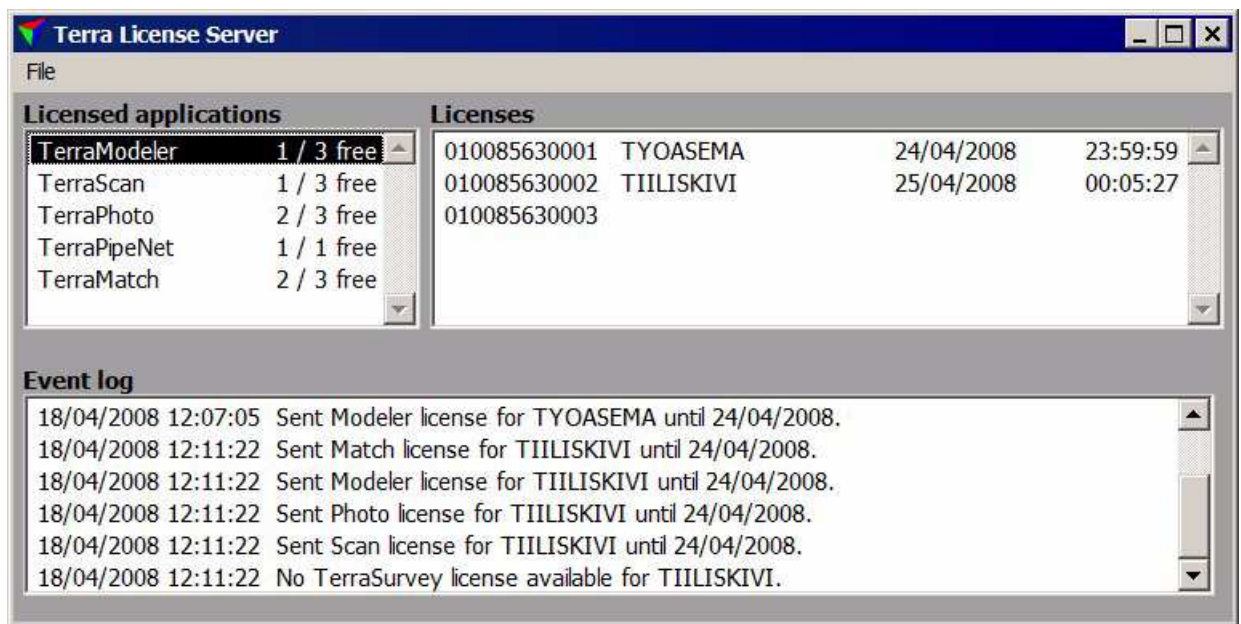 Terra License Server
File
Licensed applications
TerraModeler 1 / 3 free
TerraScan 1 / 3 free
TerraPhoto 2 / 3 free
TerraPipeNet 1 / 1 free
TerraMatch 2 / 3 free
Licenses
010085630001 TYOASEMA 24/04/2008 23:59:59
010085630002 TIILISKIVI 25/04/2008 00:05:27
010085630003
Event log
18/04/2008 12:07:05 Sent Modeler license for TYOASEMA until 24/04/2008.
18/04/2008 12:11:22 Sent Match license for TIILISKIVI until 24/04/2008.
18/04/2008 12:11:22 Sent Modeler license for TIILISKIVI until 24/04/2008.
18/04/2008 12:11:22 Sent Photo license for TIILISKIVI until 24/04/2008.
18/04/2008 12:11:22 Sent Scan license for TIILISKIVI until 24/04/2008.
18/04/2008 12:11:22 No TerraSurvey license available for TIILISKIVI.